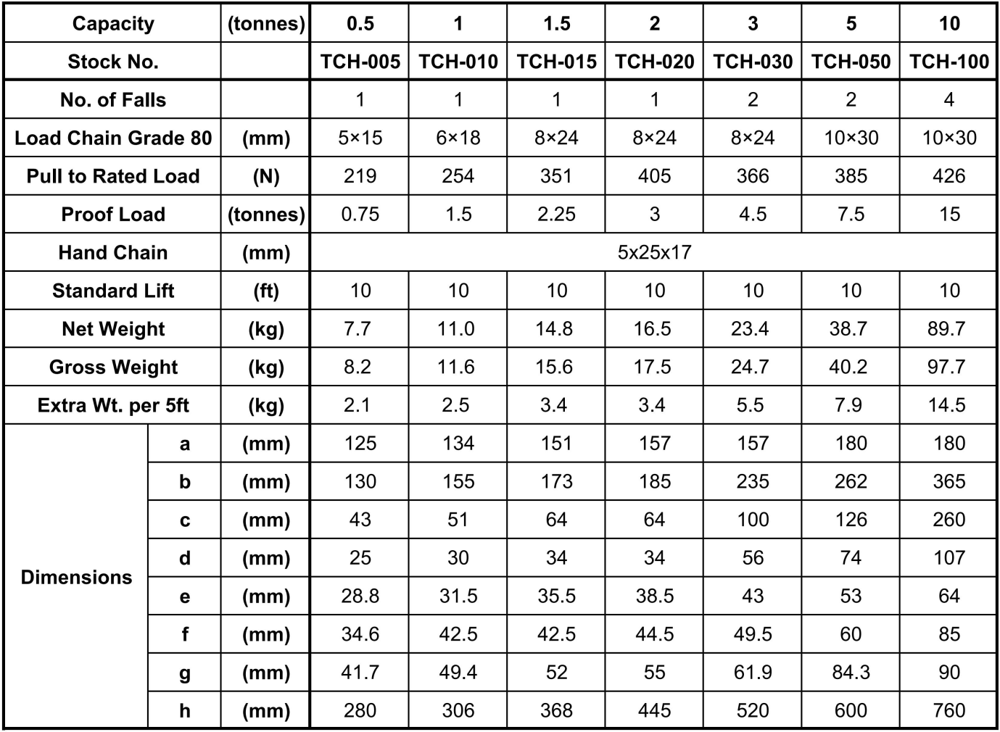 Capacity (tonnes) 0.5 1 1.5 2 3 5 10
Stock No. TCH-005 TCH-010 TCH-015 TCH-020 TCH-030 TCH-050 TCH-100
No. of Falls 1 1 1 1 2 2 4
Load Chain Grade 80 (mm) 5×15 6×18 8×24 8×24 8×24 10×30 10×30
Pull to Rated Load (N) 219 254 351 405 366 385 426
Proof Load (tonnes) 0.75 1.5 2.25 3 4.5 7.5 15
Hand Chain (mm) 5x25x17
Standard Lift (ft) 10 10 10 10 10 10 10
Net Weight (kg) 7.7 11.0 14.8 16.5 23.4 38.7 89.7
Gross Weight (kg) 8.2 11.6 15.6 17.5 24.7 40.2 97.7
Extra Wt. per 5ft (kg) 2.1 2.5 3.4 3.4 5.5 7.9 14.5
Dimensions
a (mm) 125 134 151 157 157 180 180
b (mm) 130 155 173 185 235 262 365
c (mm) 43 51 64 64 100 126 260
d (mm) 25 30 34 34 56 74 107
e (mm) 28.8 31.5 35.5 38.5 43 53 64
f (mm) 34.6 42.5 42.5 44.5 49.5 60 85
g (mm) 41.7 49.4 52 55 61.9 84.3 90
h (mm) 280 306 368 445 520 600 760